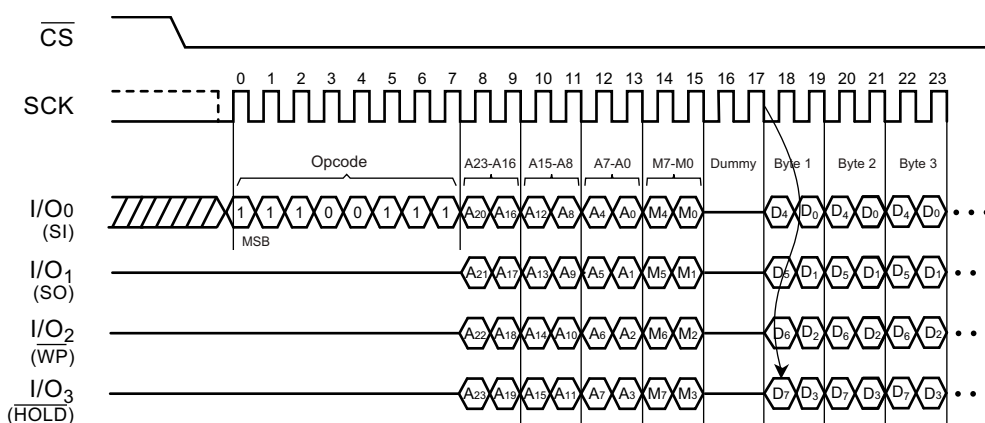 CS
0 1 2 3 4 5 6 7 8 9 10 11 12 13 14 15 16 17 18 19 20 21 22 23
SCK
Opcode A23-A16 A15-A8 A7-A0 M7-M0 Dummy Byte 1 Byte 2 Byte 3
I/O0 1 1 1 0 0 1 1 1 A20 A16 A12 A8 A4 A0 M4 M0 D4 D0 D4 D0 D4 D0
(SI)
MSB
I/O1 A21 A17 A13 A9 A5 A1 M5 M1 D5 D1 D5 D1 D5 D1
(SO)
I/O2 A22 A18 A14 A10 A6 A2 M6 M2 D6 D2 D6 D2 D6 D2
(WP)
I/O3 A23 A19 A15 A11 A7 A3 M7 M3 D7 D3 D7 D3 D7 D3
(HOLD)